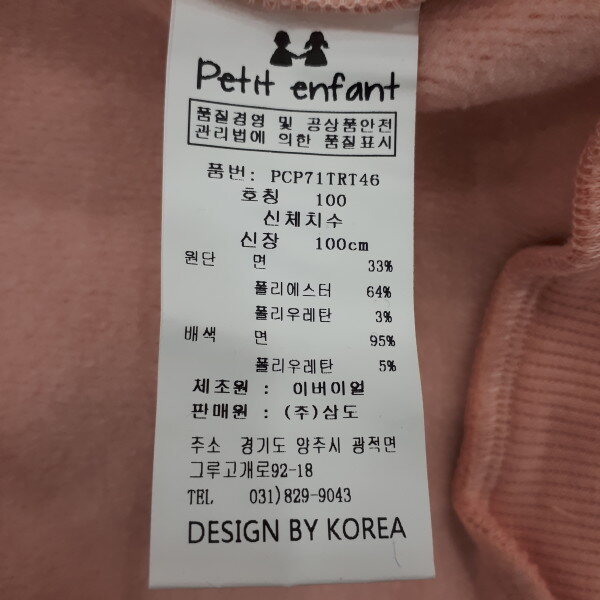 Petit enfant
품질경영 및 공상품안전
관리법에 의한 품질표시
품번: PCP71TRT46
호칭 100
신체치수
신장 100cm
원단 면 33%
폴리에스터 64%
폴리우레탄 3%
배색 면 95%
폴리우레탄 5%
제조원 : 이버이얼
판매원 : (주)삼도
주소 경기도 양주시 광적면
그루고개로92-18
TEL 031)829-9043
DESIGN BY KOREA